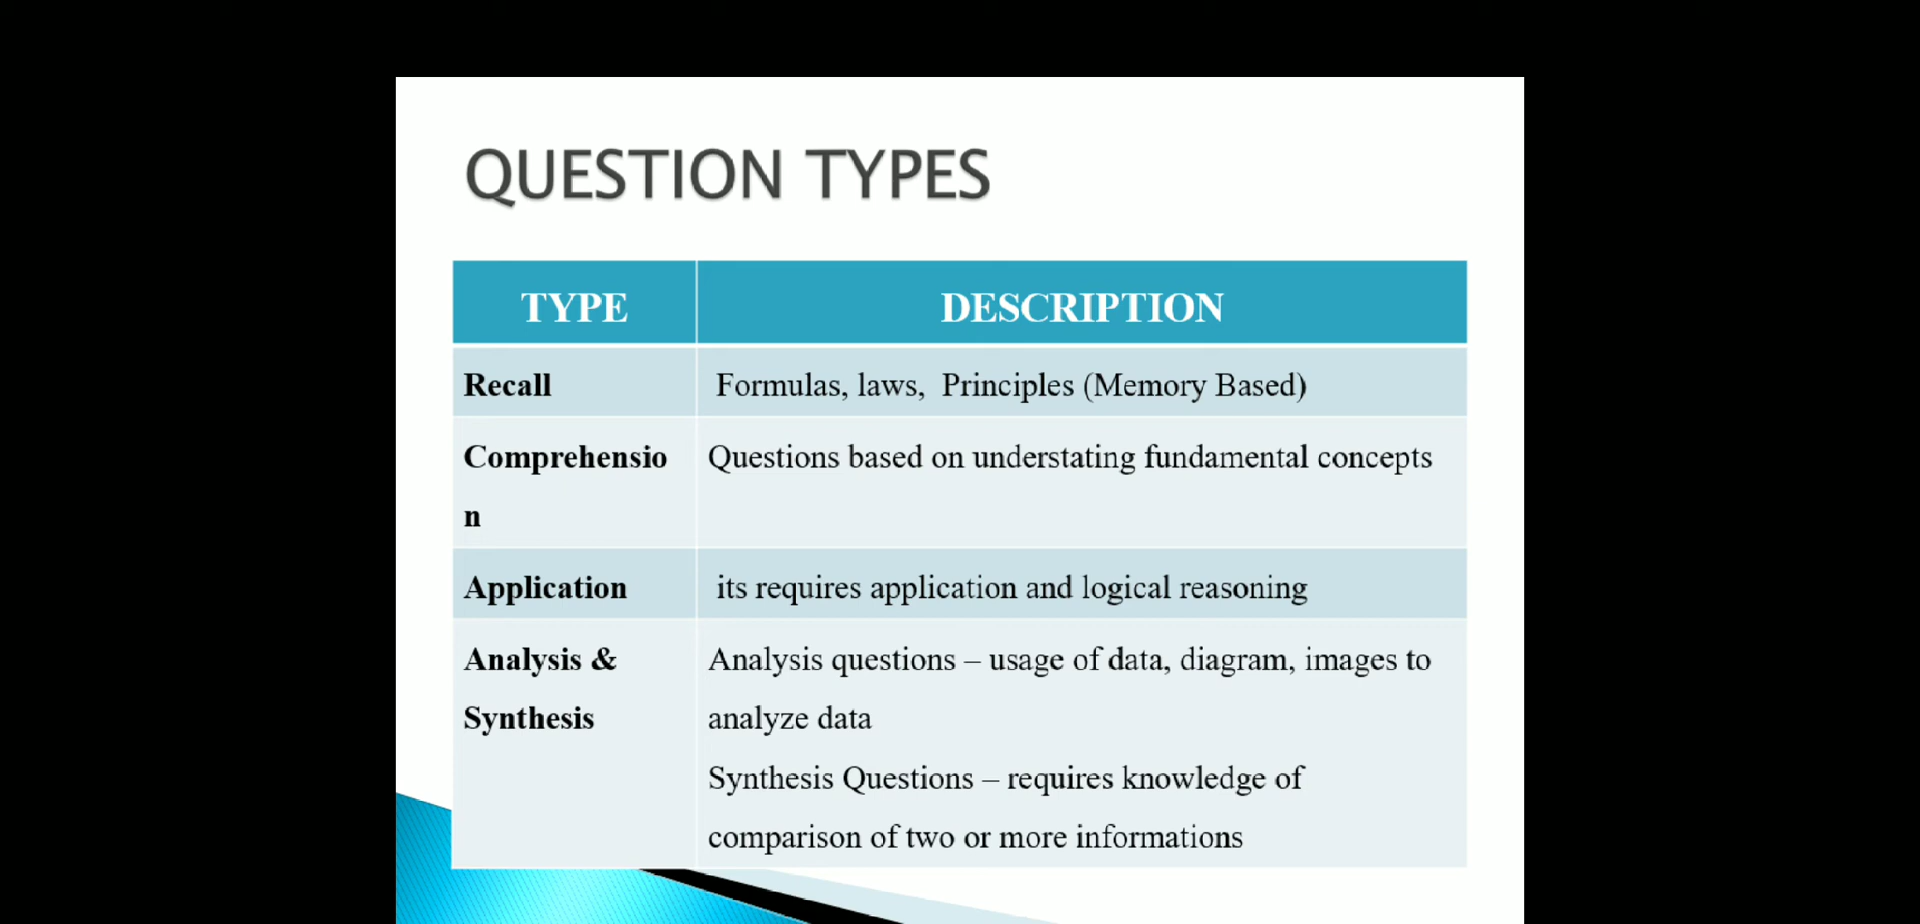 QUESTION TYPES
TYPE DESCRIPTION
Recall Formulas, laws, Principles (Memory Based)
Comprehensio Questions based on understating fundamental concepts
n
Application its requires application and logical reasoning
Analysis & Analysis questions – usage of data, diagram, images to
Synthesis analyze data
Synthesis Questions – requires knowledge of
comparison of two or more informations